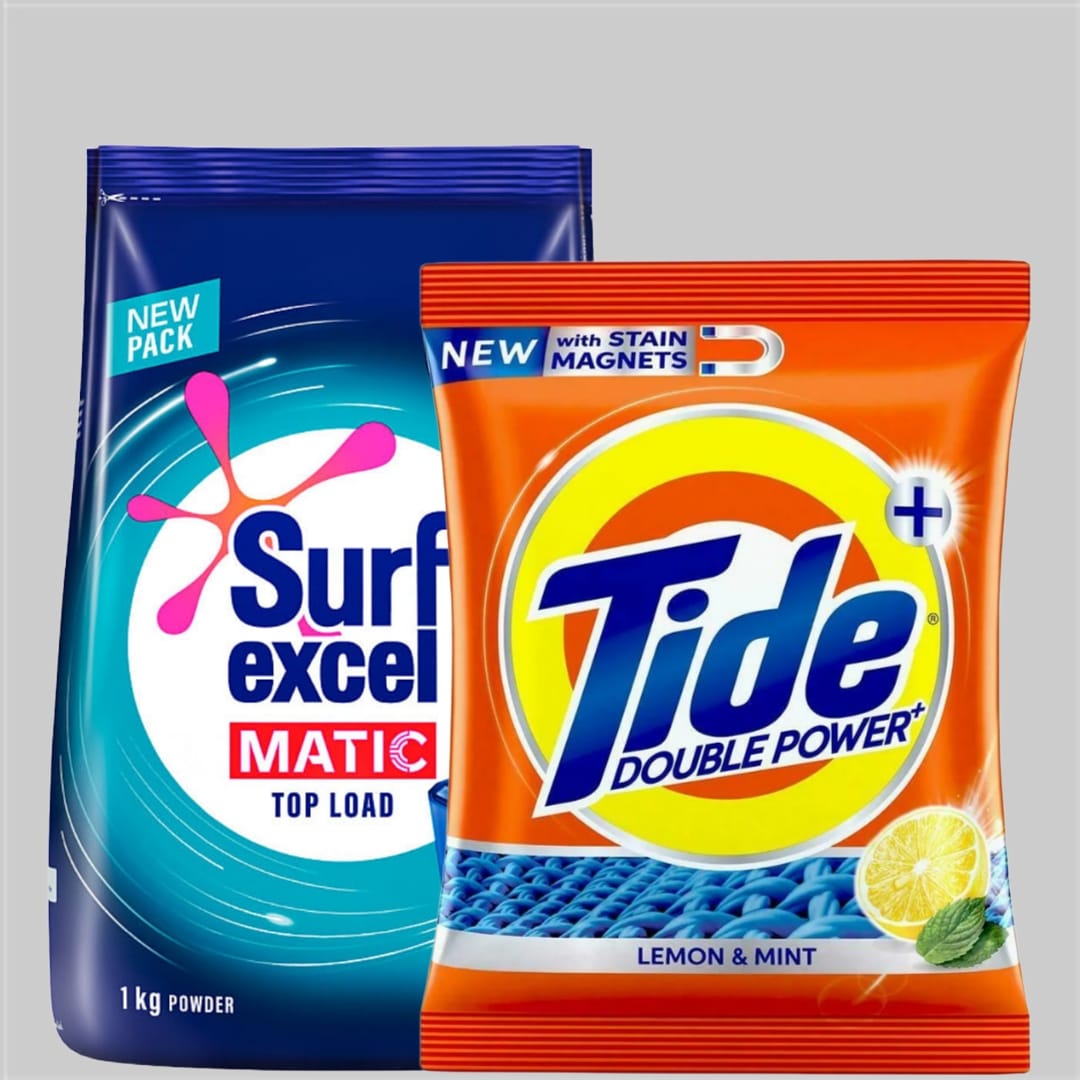 NEW
PACK
Surf
excel
MATIC
TOP LOAD
1 kg POWDER
NEW with STAIN
MAGNETS
+
Tide®
DOUBLE POWER+
LEMON & MINT